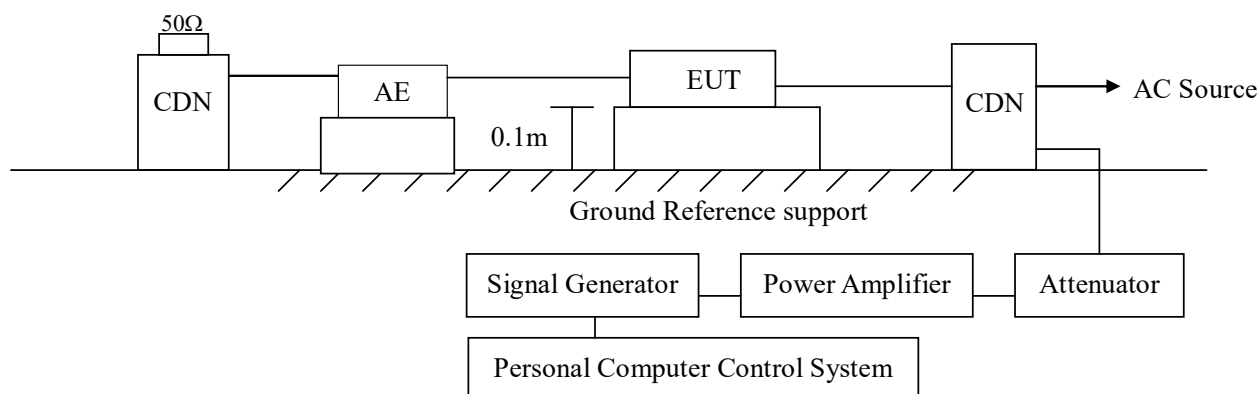 50Ω
CDN
AE
EUT
CDN
AC Source
0.1m
Ground Reference support
Signal Generator
Power Amplifier
Attenuator
Personal Computer Control System